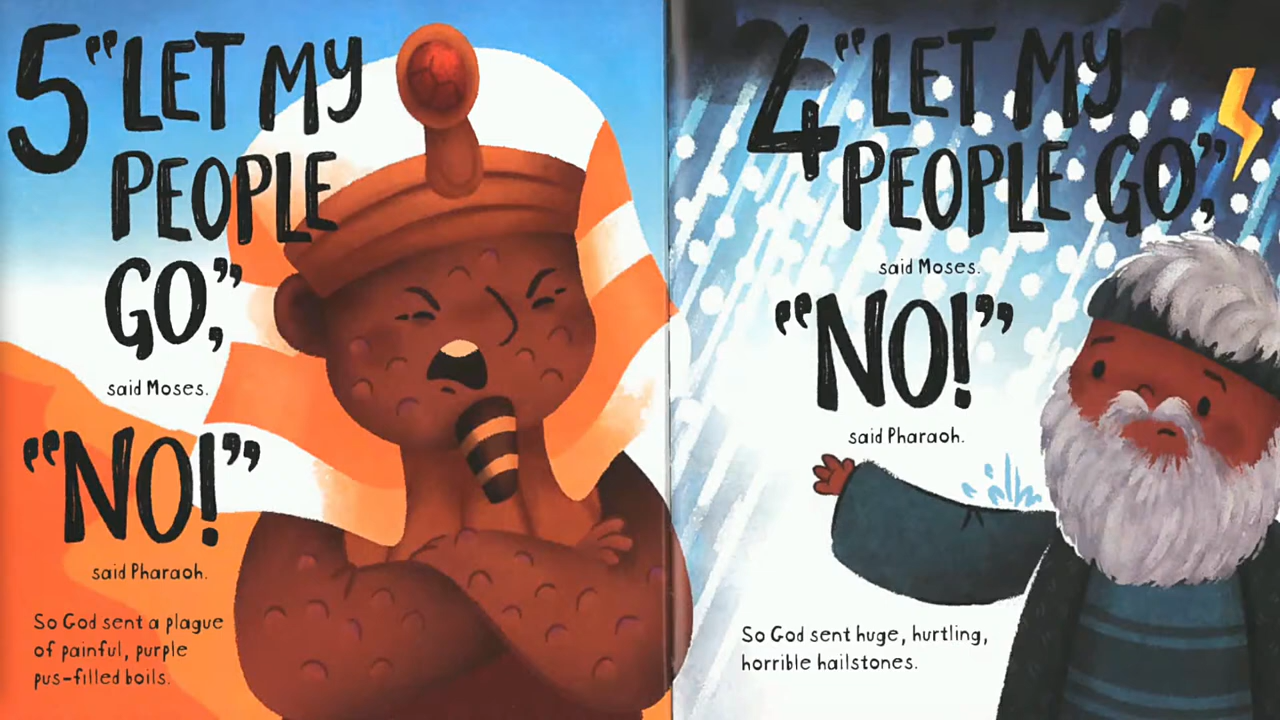 5 “LET MY
PEOPLE
GO,”
said Moses.
“NO!”
said Pharaoh.
So God sent a plague
of painful, purple
pus-filled boils.
4 “LET MY
PEOPLE GO,”
said Moses.
“NO!”
said Pharaoh.
So God sent huge, hurtling,
horrible hailstones.